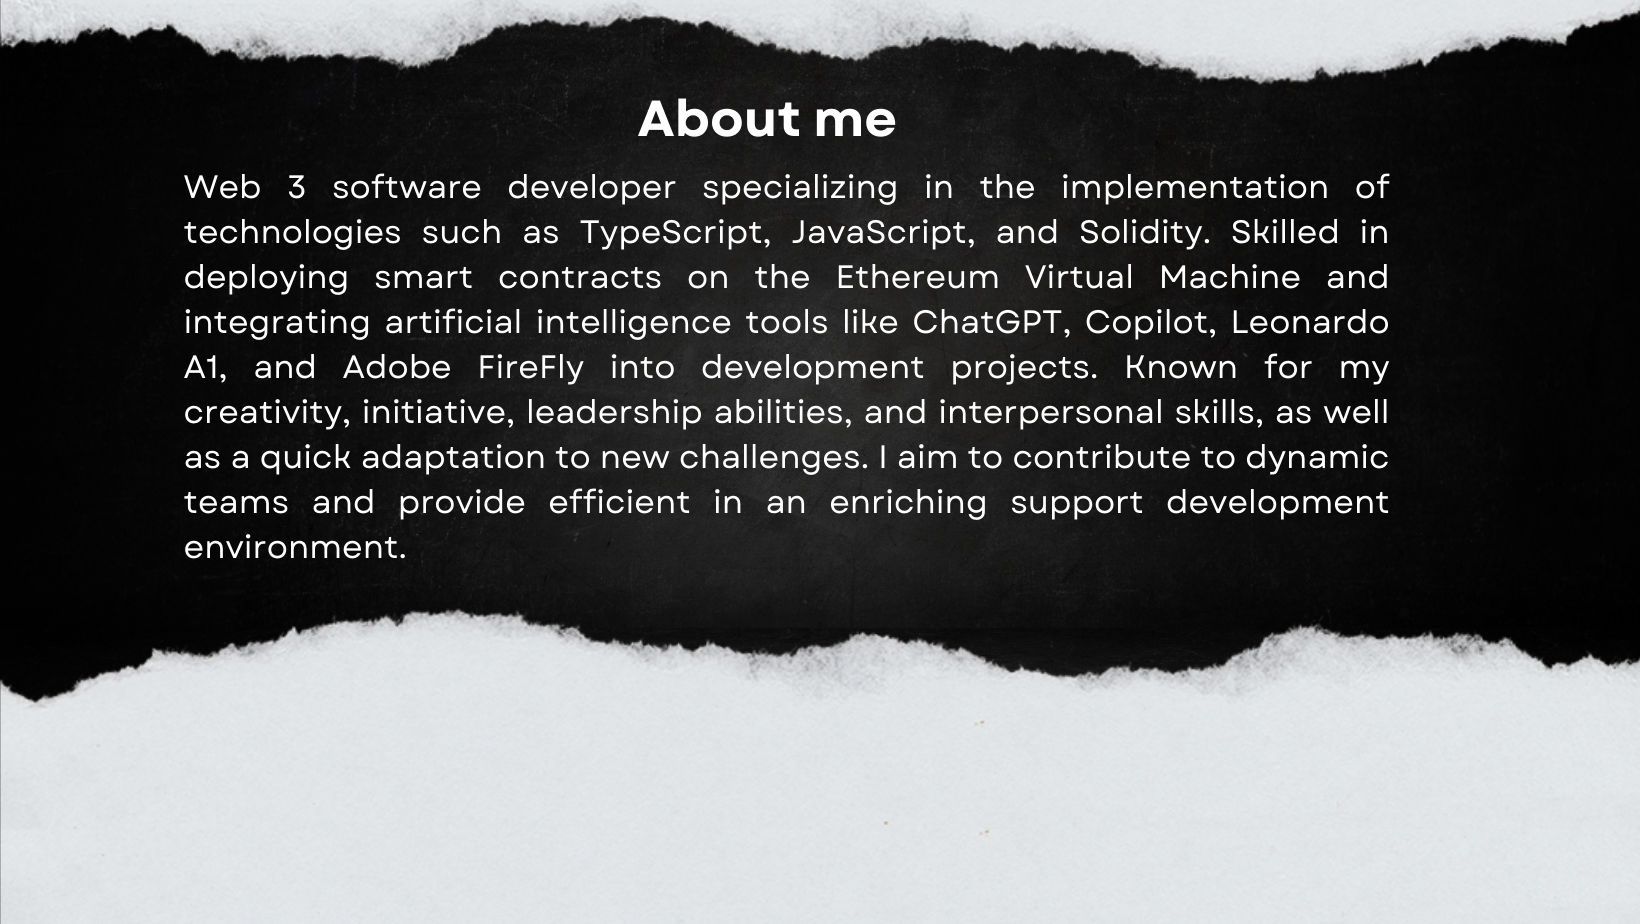 About me
Web 3 software developer specializing in the implementation of
technologies such as TypeScript, JavaScript, and Solidity. Skilled in
deploying smart contracts on the Ethereum Virtual Machine and
integrating artificial intelligence tools like ChatGPT, Copilot, Leonardo
A1, and Adobe FireFly into development projects. Known for my
creativity, initiative, leadership abilities, and interpersonal skills, as well
as a quick adaptation to new challenges. I aim to contribute to dynamic
teams and provide efficient in an enriching support development
environment.